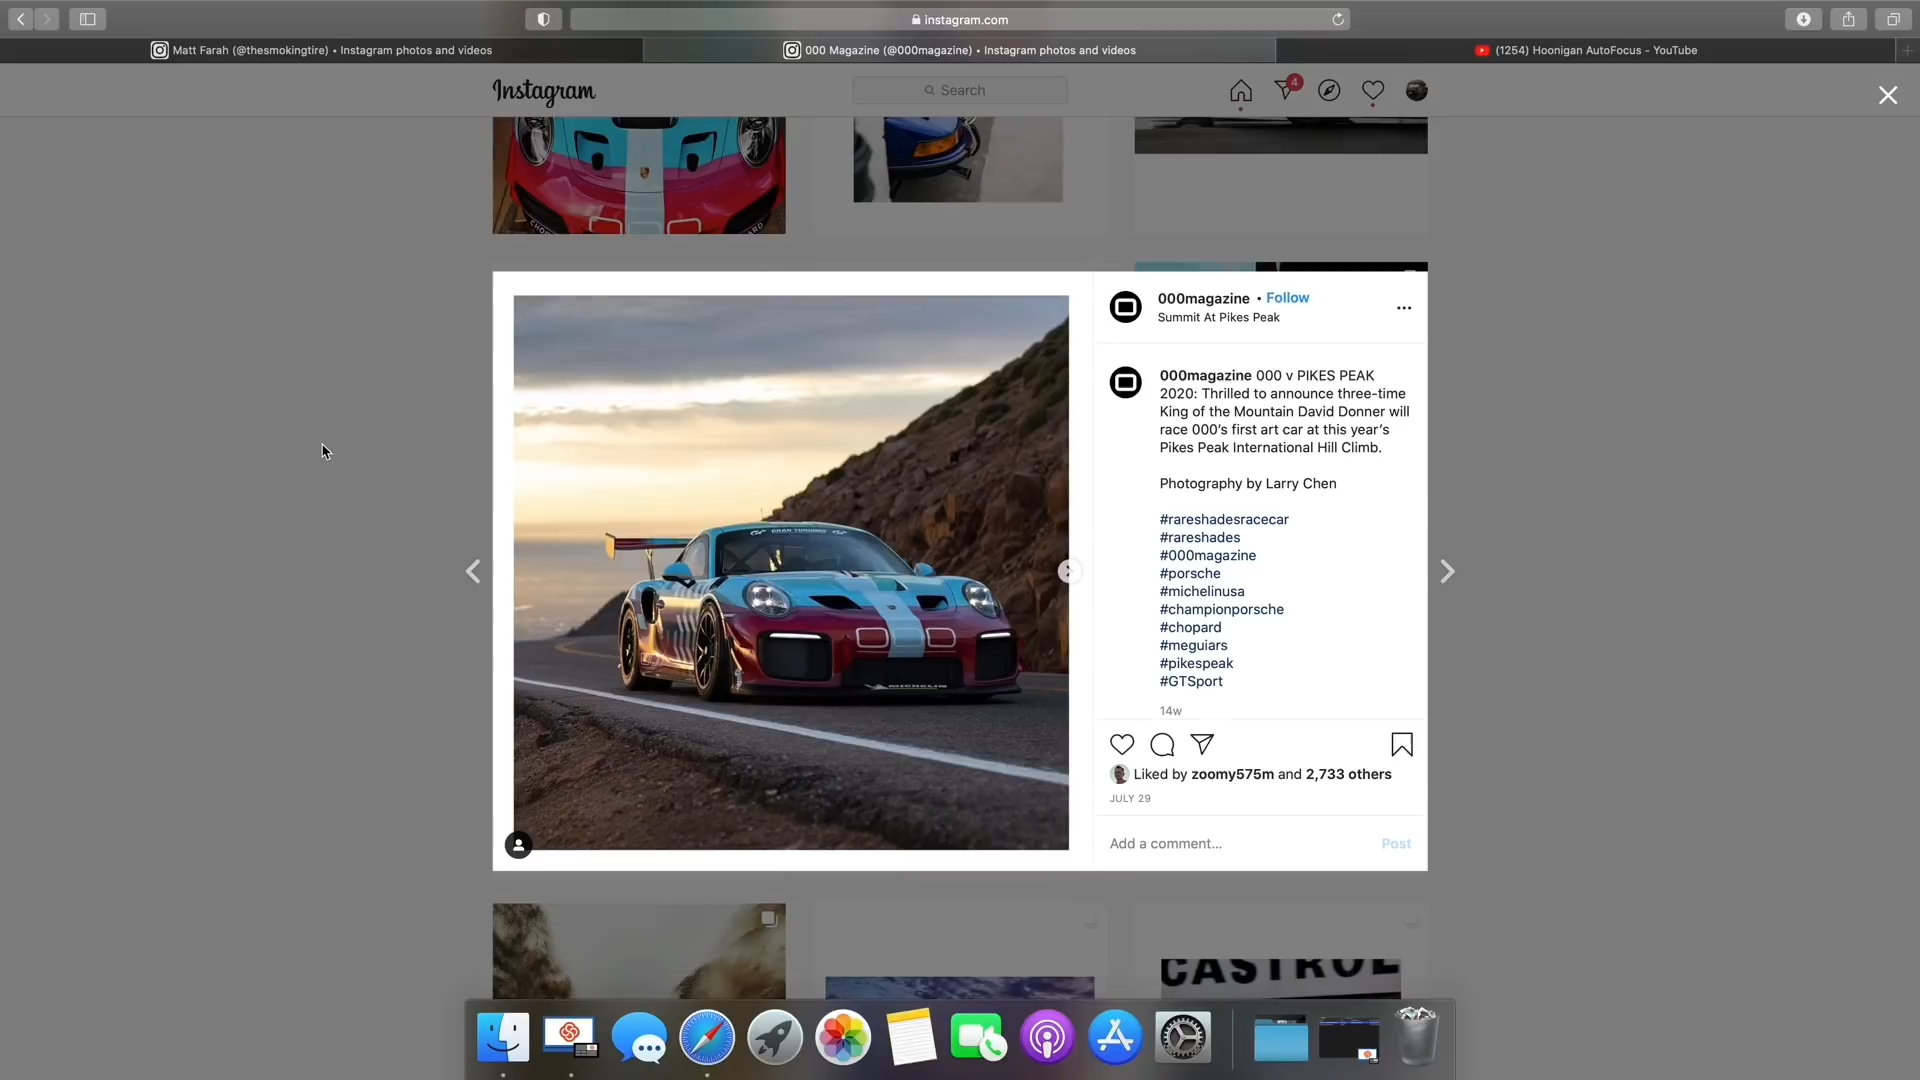 instagram.com
Matt Farah (@thesmokingtire) • Instagram photos and videos
000 Magazine (@000magazine) • Instagram photos and videos
(1254) Hoonigan AutoFocus - YouTube
Instagram
Search
4
000magazine • Follow
Summit At Pikes Peak
000magazine 000 v PIKES PEAK
2020: Thrilled to announce three-time
King of the Mountain David Donner will
race 000's first art car at this year's
Pikes Peak International Hill Climb.
Photography by Larry Chen
#rareshadesracecar
#rareshades
#000magazine
#porsche
#michelinusa
#championporsche
#chopard
#meguiars
#pikespeak
#GTSport
14w
Liked by zoomy575m and 2,733 others
JULY 29
Add a comment...
Post
GRAN TURISMO
MICHELIN
CASTROL